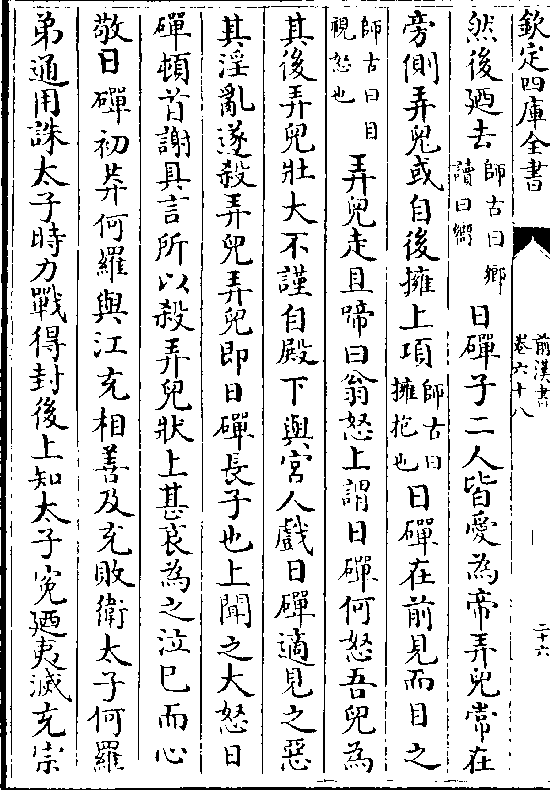 欽定四庫全書
前漢書
卷六十八
二十六
然後廼去師古曰鄉
讀曰嚮日磾子二人皆愛為帝弄兒常在
旁側弄兒或自後擁上項師古曰
擁抱也日磾在前見而目之
師古曰目
視怒也弄兒走且啼曰翁怒上謂日磾何怒吾兒為
其後弄兒壯大不謹自殿下與宮人戲日磾適見之惡
其淫亂遂殺弄兒弄兒即日磾長子也上聞之大怒日
磾頓首謝具言所以殺弄兒狀上甚哀為之泣已而心
敬日磾初莽何羅與江充相善及充敗衛太子何羅
弟通用誅太子時力戰得封後上知太子寃廼夷滅充宗